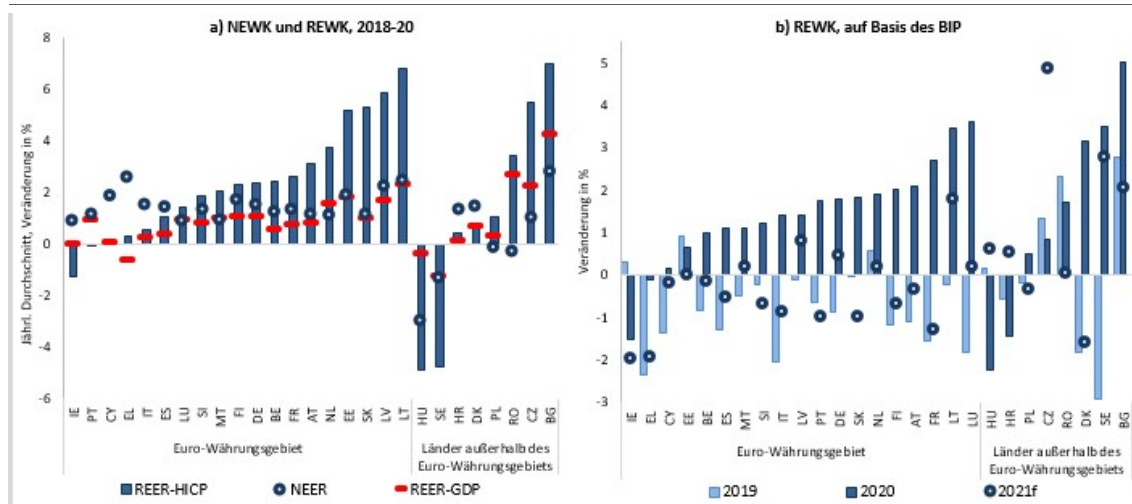 a) NEWK und REWK, 2018-20
Jährl. Durchschnitt, Veränderung in %
8
6
4
2
0
-2
-4
-6
IE PT CY EL IT ES LU SI MT FI DE BE FR AT NL EE SK LV LT HU SE HR DK PL RO CZ BG
Euro-Währungsgebiet
Länder außerhalb des
Euro-Währungsgebiets
REER-HICP NEER REER-GDP
b) REWK, auf Basis des BIP
Veränderung in %
5
4
3
2
1
0
-1
-2
-3
IE EL CY EE BE ES MT SI IT LV PT DE SK NL FI AT FR LT LU HU HR PL CZ RO DK SE BG
Euro-Währungsgebiet
Länder außerhalb des
Euro-Währungsgebiets
2019 2020 2021f